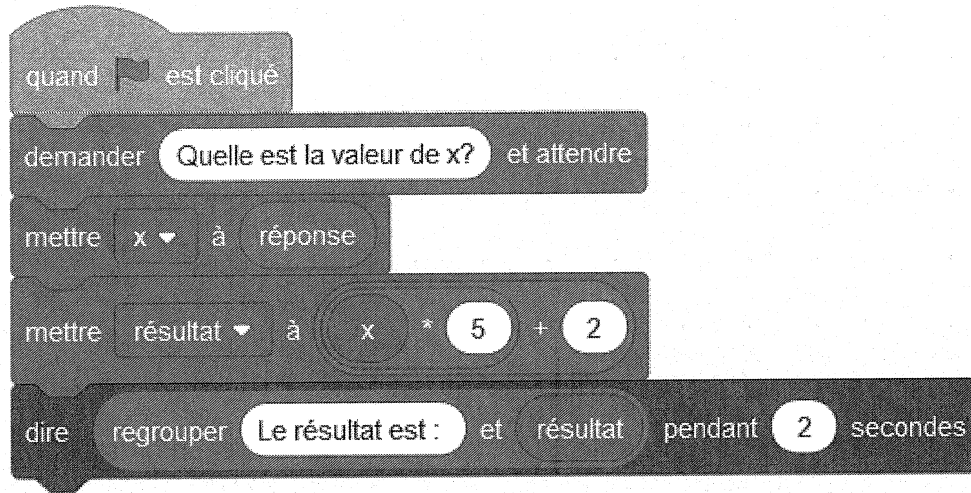 quand est cliqué
demander Quelle est la valeur de x? et attendre
mettre x à réponse
mettre résultat à x * 5 + 2
dire regrouper Le résultat est : et résultat pendant 2 secondes